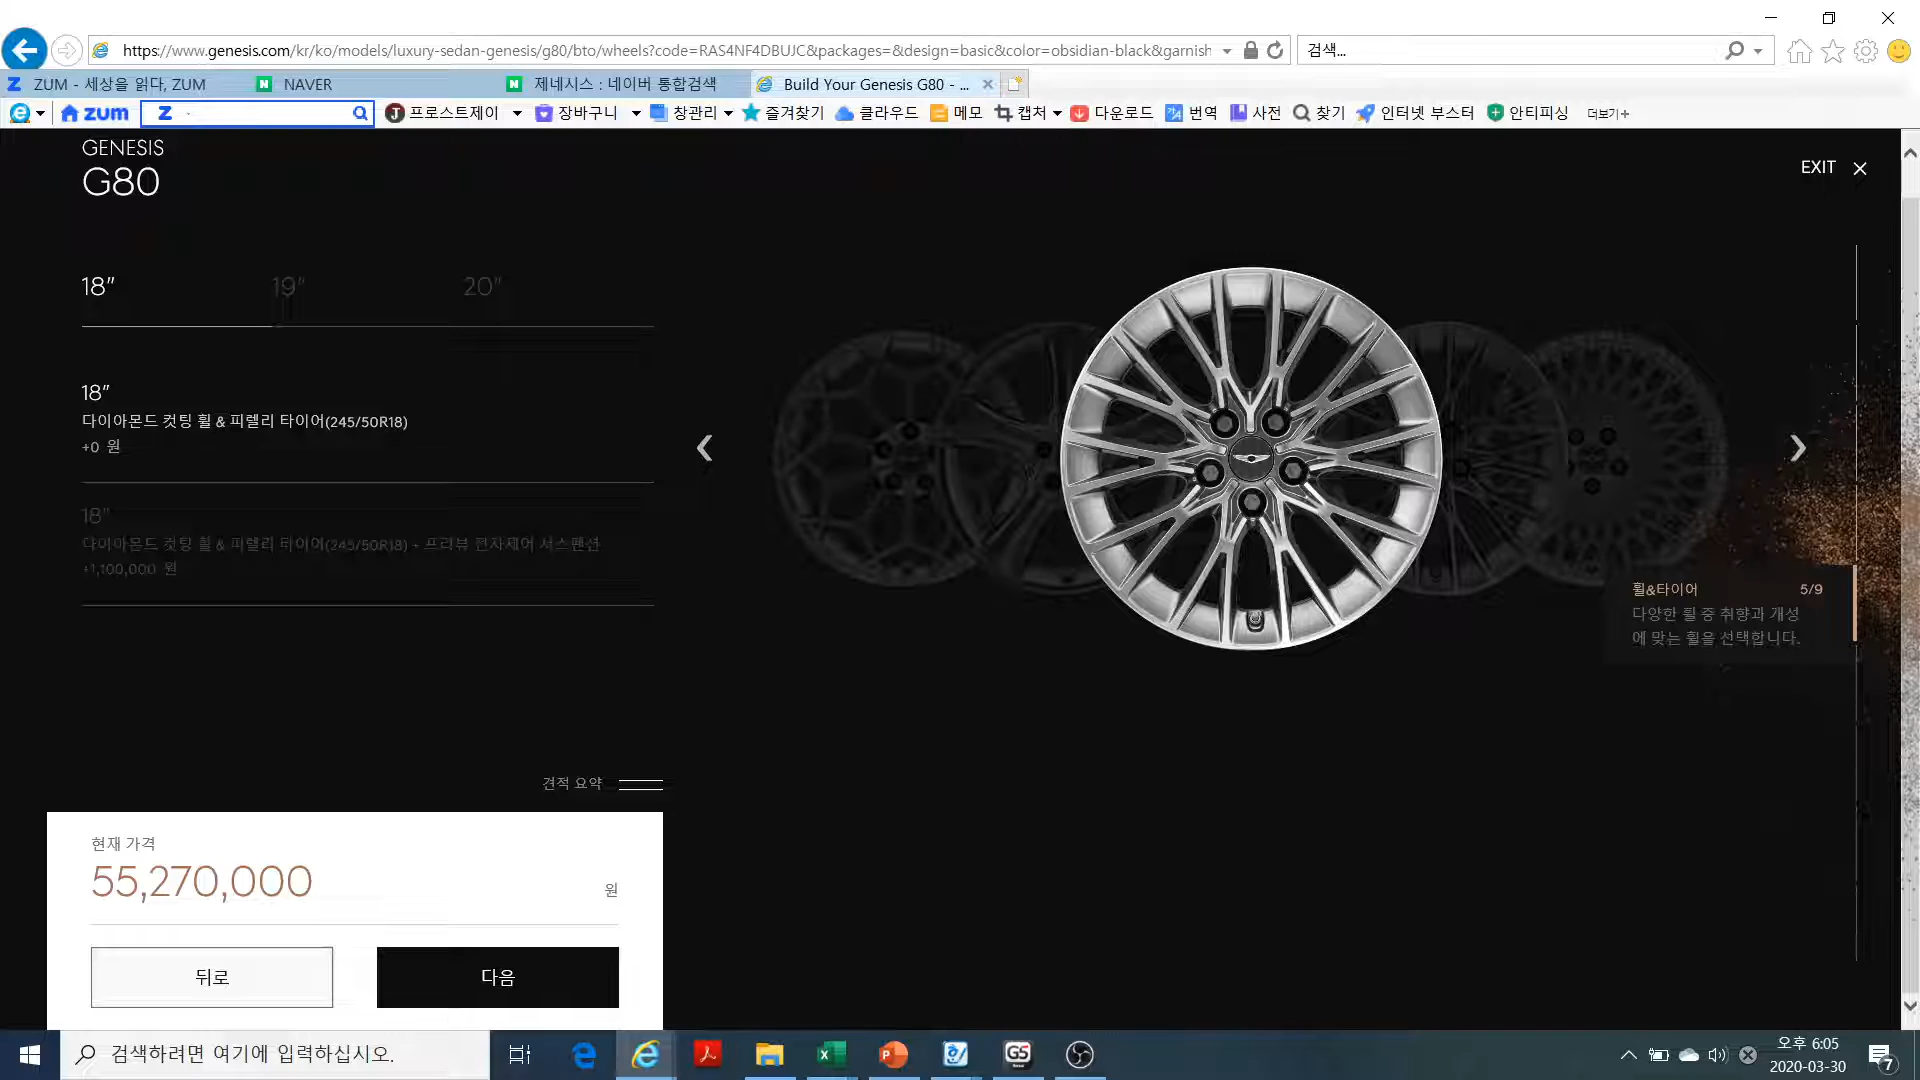 https://www.genesis.com/kr/ko/models/luxury-sedan-genesis/g80/bto/wheels?code=RAS4NF4DBUJC&packages=&design=basic&color=obsidian-black&garnish
검색...
ZUM - 세상을 읽다, ZUM
NAVER
제네시스 : 네이버 통합검색
Build Your Genesis G80 - ...
zum
프로스트제이
장바구니
창관리
즐겨찾기
클라우드
메모
캡처
다운로드
번역
사전
찾기
인터넷 부스터
안티피싱
더보기+
GENESIS
G80
EXIT
18″
19″
20″
18″
다이아몬드 컷팅 휠 & 피렐리 타이어(245/50R18)
+0 원
18″
다이아몬드 컷팅 휠 & 피렐리 타이어(245/50R18) + 프리뷰 전자제어 서스펜션
+1,100,000 원
휠&타이어
5/9
다양한 휠 중 취향과 개성
에 맞는 휠을 선택합니다.
견적 요약
현재 가격
55,270,000
원
뒤로
다음
검색하려면 여기에 입력하십시오.
오후 6:05
2020-03-30
7